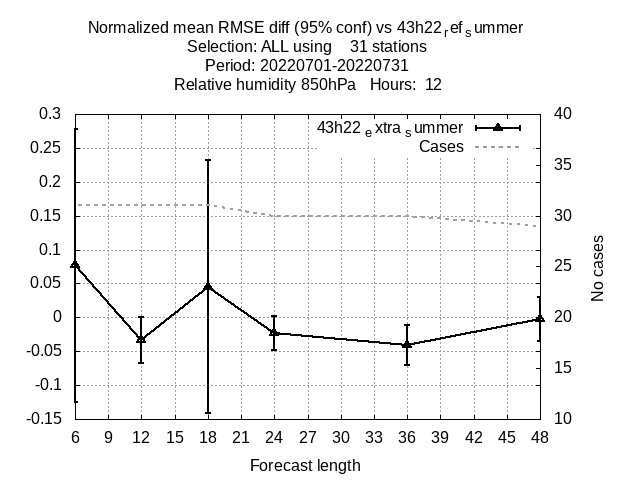 Normalized mean RMSE diff (95% conf) vs 43h22refsummer
Selection: ALL using 31 stations
Period: 20220701-20220731
Relative humidity 850hPa Hours: 12
43h22extrasummer
Cases
0.3
0.25
0.2
0.15
0.1
0.05
0
-0.05
-0.1
-0.15
40
35
30
25
20
15
10
No cases
6 9 12 15 18 21 24 27 30 33 36 39 42 45 48
Forecast length